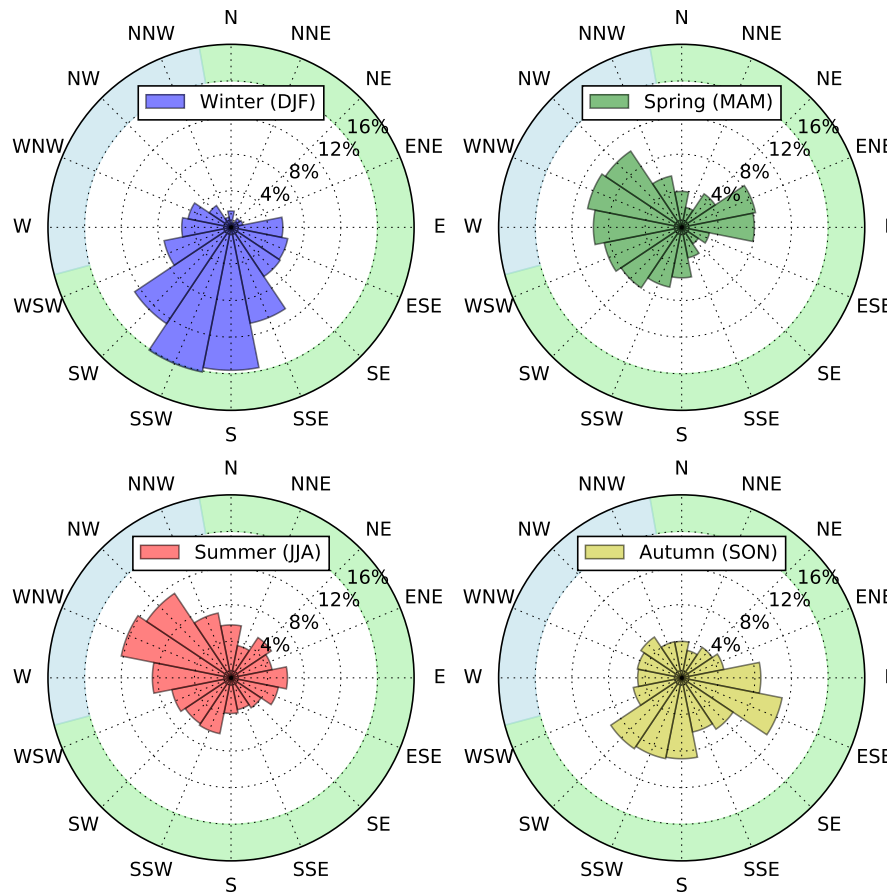 N
NNW NNE
NW NE
Winter (DJF)
16%
12%
WNW ENE
8%
4%
W E
WSW ESE
SW SE
SSW SSE
S
N
NNW NNE
NW NE
Spring (MAM)
16%
12%
WNW ENE
8%
4%
W
WSW ESE
SW SE
SSW SSE
S
N
NNW NNE
NW NE
Summer (JJA)
16%
12%
WNW ENE
8%
4%
W E
WSW ESE
SW SE
SSW SSE
S
N
NNW NNE
NW NE
Autumn (SON)
16%
12%
WNW ENE
8%
4%
W
WSW ESE
SW SE
SSW SSE
S